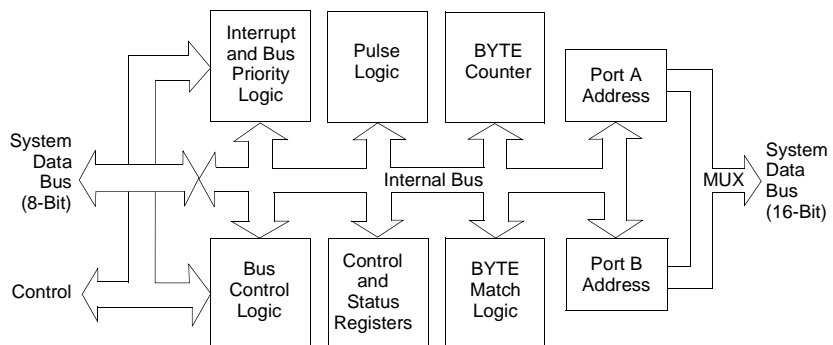 Interrupt
and Bus
Priority
Logic
Pulse
Logic
BYTE
Counter
Port A
Address
System
Data
Bus
(8-Bit)
Internal Bus
MUX
System
Data
Bus
(16-Bit)
Control
Bus
Control
Logic
Control
and
Status
Registers
BYTE
Match
Logic
Port B
Address